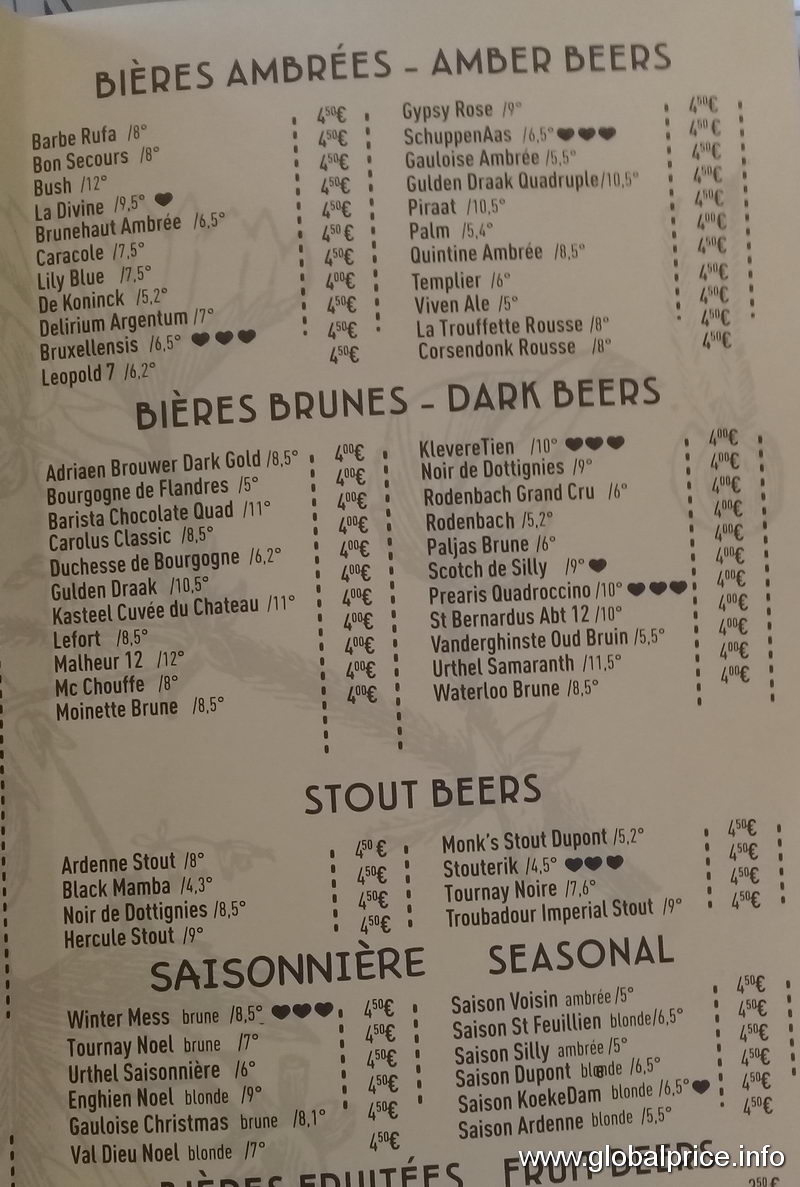 BIÈRES AMBRÉES - AMBER BEERS
Barbe Rufa /8° 4⁵⁰€
Bon Secours /8° 4⁵⁰€
Bush /12° 4⁵⁰€
La Divine /9,5° ♥ 4⁵⁰€
Brunehaut Ambrée /6,5° 4⁵⁰€
Caracole /7,5° 4⁵⁰€
Lily Blue /7,5° 4⁵⁰€
De Koninck /5,2° 4⁰⁰€
Delirium Argentum /7° 4⁵⁰€
Bruxellensis /6,5° ♥♥♥ 4⁵⁰€
Leopold 7 /6,2° 4⁵⁰€
Gypsy Rose /9° 4⁵⁰€
SchuppenAas /6,5° ♥♥♥ 4⁵⁰€
Gauloise Ambrée /5,5° 4⁵⁰€
Gulden Draak Quadruple/10,5° 4⁵⁰€
Piraat /10,5° 4⁵⁰€
Palm /5,4° 4⁰⁰€
Quintine Ambrée /8,5° 4⁵⁰€
Templier /6° 4⁵⁰€
Viven Ale /5° 4⁵⁰€
La Trouffette Rousse /8° 4⁵⁰€
Corsendonk Rousse /8° 4⁵⁰€
BIÈRES BRUNES - DARK BEERS
Adriaen Brouwer Dark Gold /8,5° 4⁰⁰€
Bourgogne de Flandres /5° 4⁰⁰€
Barista Chocolate Quad /11° 4⁰⁰€
Carolus Classic /8,5° 4⁰⁰€
Duchesse de Bourgogne /6,2° 4⁰⁰€
Gulden Draak /10,5° 4⁰⁰€
Kasteel Cuvée du Chateau /11° 4⁰⁰€
Lefort /8,5° 4⁰⁰€
Malheur 12 /12° 4⁰⁰€
Mc Chouffe /8° 4⁰⁰€
Moinette Brune /8,5° 4⁰⁰€
KlevereTien /10° ♥♥♥ 4⁰⁰€
Noir de Dottignies /9° 4⁰⁰€
Rodenbach Grand Cru /6° 4⁰⁰€
Rodenbach /5,2° 4⁰⁰€
Paljas Brune /6° 4⁰⁰€
Scotch de Silly /9° ♥ 4⁰⁰€
Prearis Quadroccino /10° ♥♥♥ 4⁰⁰€
St Bernardus Abt 12 /10° 4⁰⁰€
Vanderghinste Oud Bruin /5,5° 4⁰⁰€
Urthel Samaranth /11,5° 4⁰⁰€
Waterloo Brune /8,5° 4⁰⁰€
STOUT BEERS
Ardenne Stout /8° 4⁵⁰€
Black Mamba /4,3° 4⁵⁰€
Noir de Dottignies /8,5° 4⁵⁰€
Hercule Stout /9° 4⁵⁰€
Monk's Stout Dupont /5,2° 4⁵⁰€
Stouterik /4,5° ♥♥♥ 4⁵⁰€
Tournay Noire /7,6° 4⁵⁰€
Troubadour Imperial Stout /9° 4⁵⁰€
SAISONNIÈRE SEASONAL
Winter Mess brune /8,5° ♥♥♥ 4⁵⁰€
Tournay Noel brune /7° 4⁵⁰€
Urthel Saisonnière /6° 4⁵⁰€
Enghien Noel blonde /9° 4⁵⁰€
Gauloise Christmas brune /8,1° 4⁵⁰€
Val Dieu Noel blonde /7° 4⁵⁰€
Saison Voisin ambrée /5° 4⁵⁰€
Saison St Feuillien blonde/6,5° 4⁵⁰€
Saison Silly ambrée /5° 4⁵⁰€
Saison Dupont blonde /6,5° 4⁵⁰€
Saison KoekeDam blonde /6,5° ♥ 4⁵⁰€
Saison Ardenne blonde /5,5° 4⁵⁰€
BIÈRES FRUITÉES FRUIT BEERS
www.globalprice.info